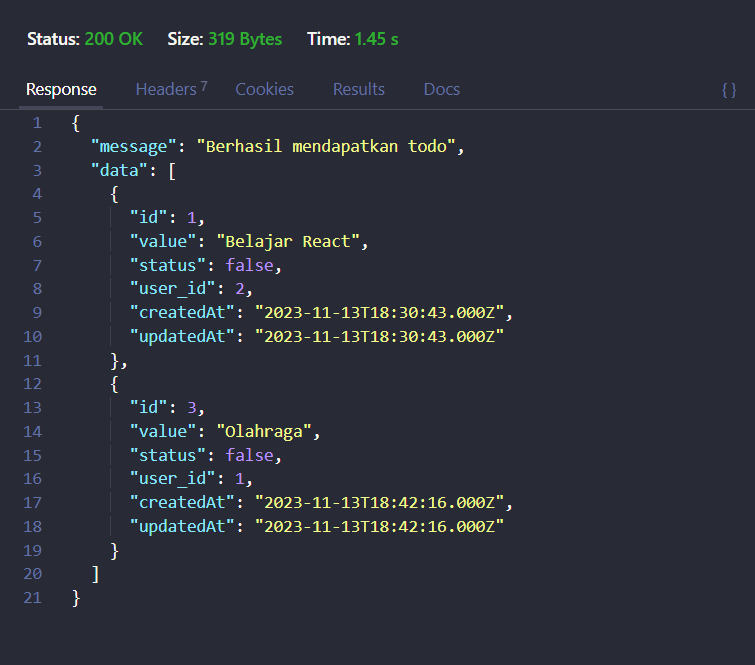 Status: 200 OK Size: 319 Bytes Time: 1.45 s
Response Headers 7 Cookies Results Docs { }
1 {
2 "message": "Berhasil mendapatkan todo",
3 "data": [
4 {
5 "id": 1,
6 "value": "Belajar React",
7 "status": false,
8 "user_id": 2,
9 "createdAt": "2023-11-13T18:30:43.000Z",
10 "updatedAt": "2023-11-13T18:30:43.000Z"
11 },
12 {
13 "id": 3,
14 "value": "Olahraga",
15 "status": false,
16 "user_id": 1,
17 "createdAt": "2023-11-13T18:42:16.000Z",
18 "updatedAt": "2023-11-13T18:42:16.000Z"
19 }
20 ]
21 }